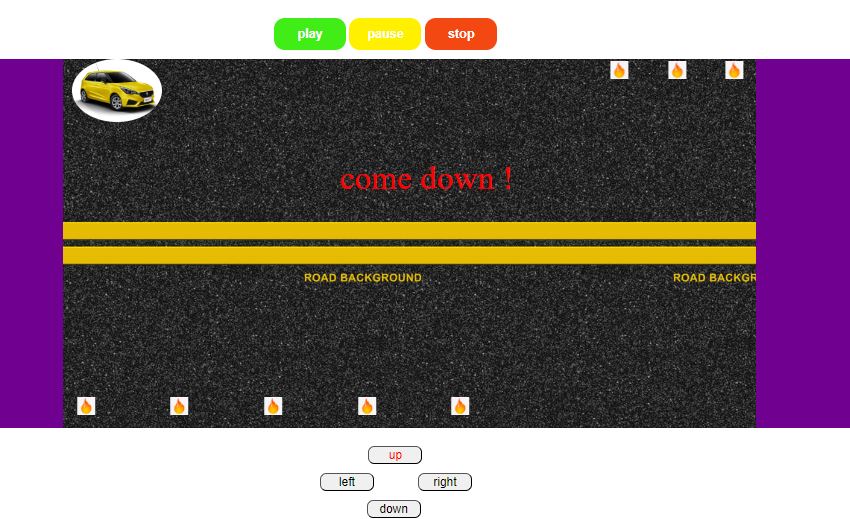 play pause stop
come down !
ROAD BACKGROUND ROAD BACKGR
up
left right
down